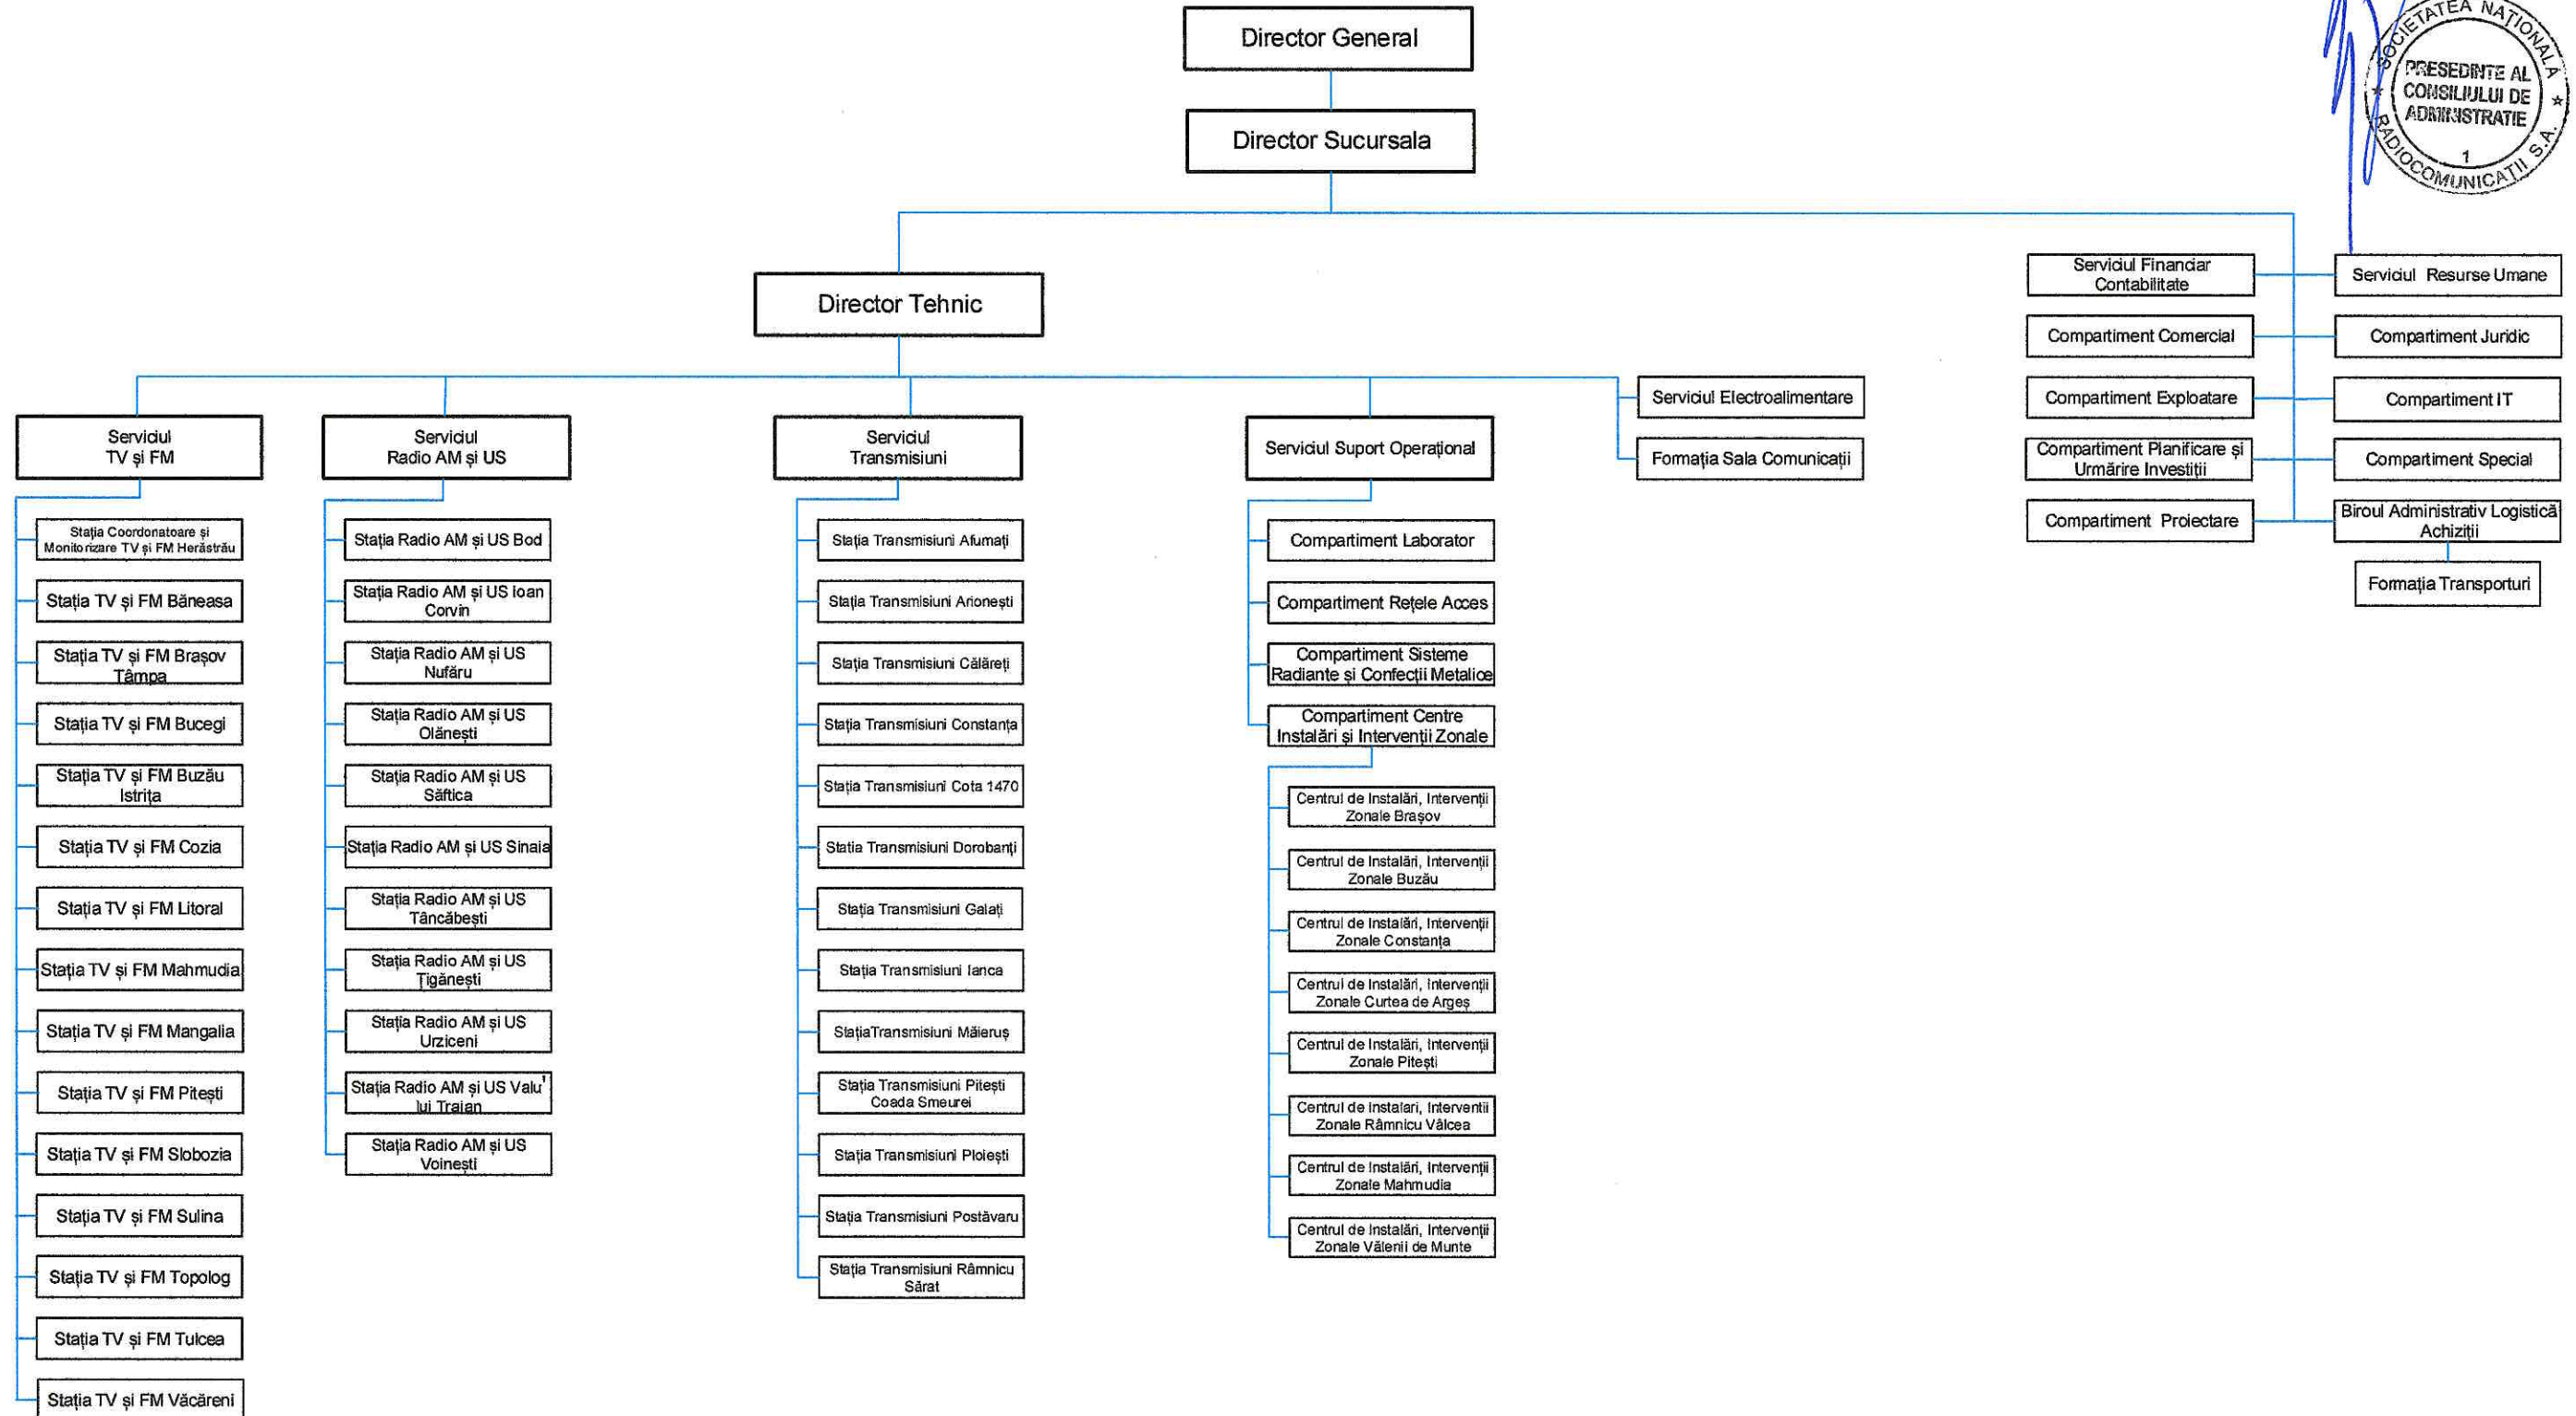 Director General
SOCIETATEA NAȚIONALĂ
RADIOCOMUNICAȚII S.A.
PRESEDINTE AL
CONSILIULUI DE
ADMINISTRATIE
1
Director Sucursala
Director Tehnic
Serviciul Financiar
Contabilitate
Serviciul Resurse Umane
Compartiment Comercial
Compartiment Juridic
Compartiment Exploatare
Compartiment IT
Compartiment Planificare și
Urmărire Investiții
Compartiment Special
Compartiment Proiectare
Biroul Administrativ Logistică
Achiziții
Formația Transporturi
Serviciul Electroalimentare
Formația Sala Comunicații
Serviciul
TV și FM
Stația Coordonatoare și
Monitorizare TV și FM Herăstrău
Stația TV și FM Băneasa
Stația TV și FM Brașov
Tâmpa
Stația TV și FM Bucegi
Stația TV și FM Buzău
Istrița
Stația TV și FM Cozia
Stația TV și FM Litoral
Stația TV și FM Mahmudia
Stația TV și FM Mangalia
Stația TV și FM Pitești
Stația TV și FM Slobozia
Stația TV și FM Sulina
Stația TV și FM Topolog
Stația TV și FM Tulcea
Stația TV și FM Văcăreni
Serviciul
Radio AM și US
Stația Radio AM și US Bod
Stația Radio AM și US Ioan
Corvin
Stația Radio AM și US
Nufăru
Stația Radio AM și US
Olănești
Stația Radio AM și US
Săftica
Stația Radio AM și US Sinaia
Stația Radio AM și US
Tâncăbești
Stația Radio AM și US
Țigănești
Stația Radio AM și US
Urziceni
Stația Radio AM și US Valu'
lui Traian
Stația Radio AM și US
Voinești
Serviciul
Transmisiuni
Stația Transmisiuni Afumați
Stația Transmisiuni Arionești
Stația Transmisiuni Călăreți
Stația Transmisiuni Constanța
Stația Transmisiuni Cota 1470
Statia Transmisiuni Dorobanți
Stația Transmisiuni Galați
Stația Transmisiuni Ianca
StațiaTransmisiuni Măieruș
Stația Transmisiuni Pitești
Coada Smeurei
Stația Transmisiuni Ploiești
Stația Transmisiuni Postăvaru
Stația Transmisiuni Râmnicu
Sărat
Serviciul Suport Operațional
Compartiment Laborator
Compartiment Rețele Acces
Compartiment Sisteme
Radiante și Confecții Metalice
Compartiment Centre
Instalări și Intervenții Zonale
Centrul de Instalări, Intervenții
Zonale Brașov
Centrul de Instalări, Intervenții
Zonale Buzău
Centrul de Instalări, Intervenții
Zonale Constanța
Centrul de Instalări, Intervenții
Zonale Curtea de Argeș
Centrul de Instalări, Intervenții
Zonale Pitești
Centrul de Instalari, Interventii
Zonale Râmnicu Vâlcea
Centrul de Instalări, Intervenții
Zonale Mahmudia
Centrul de Instalări, Intervenții
Zonale Vălenii de Munte